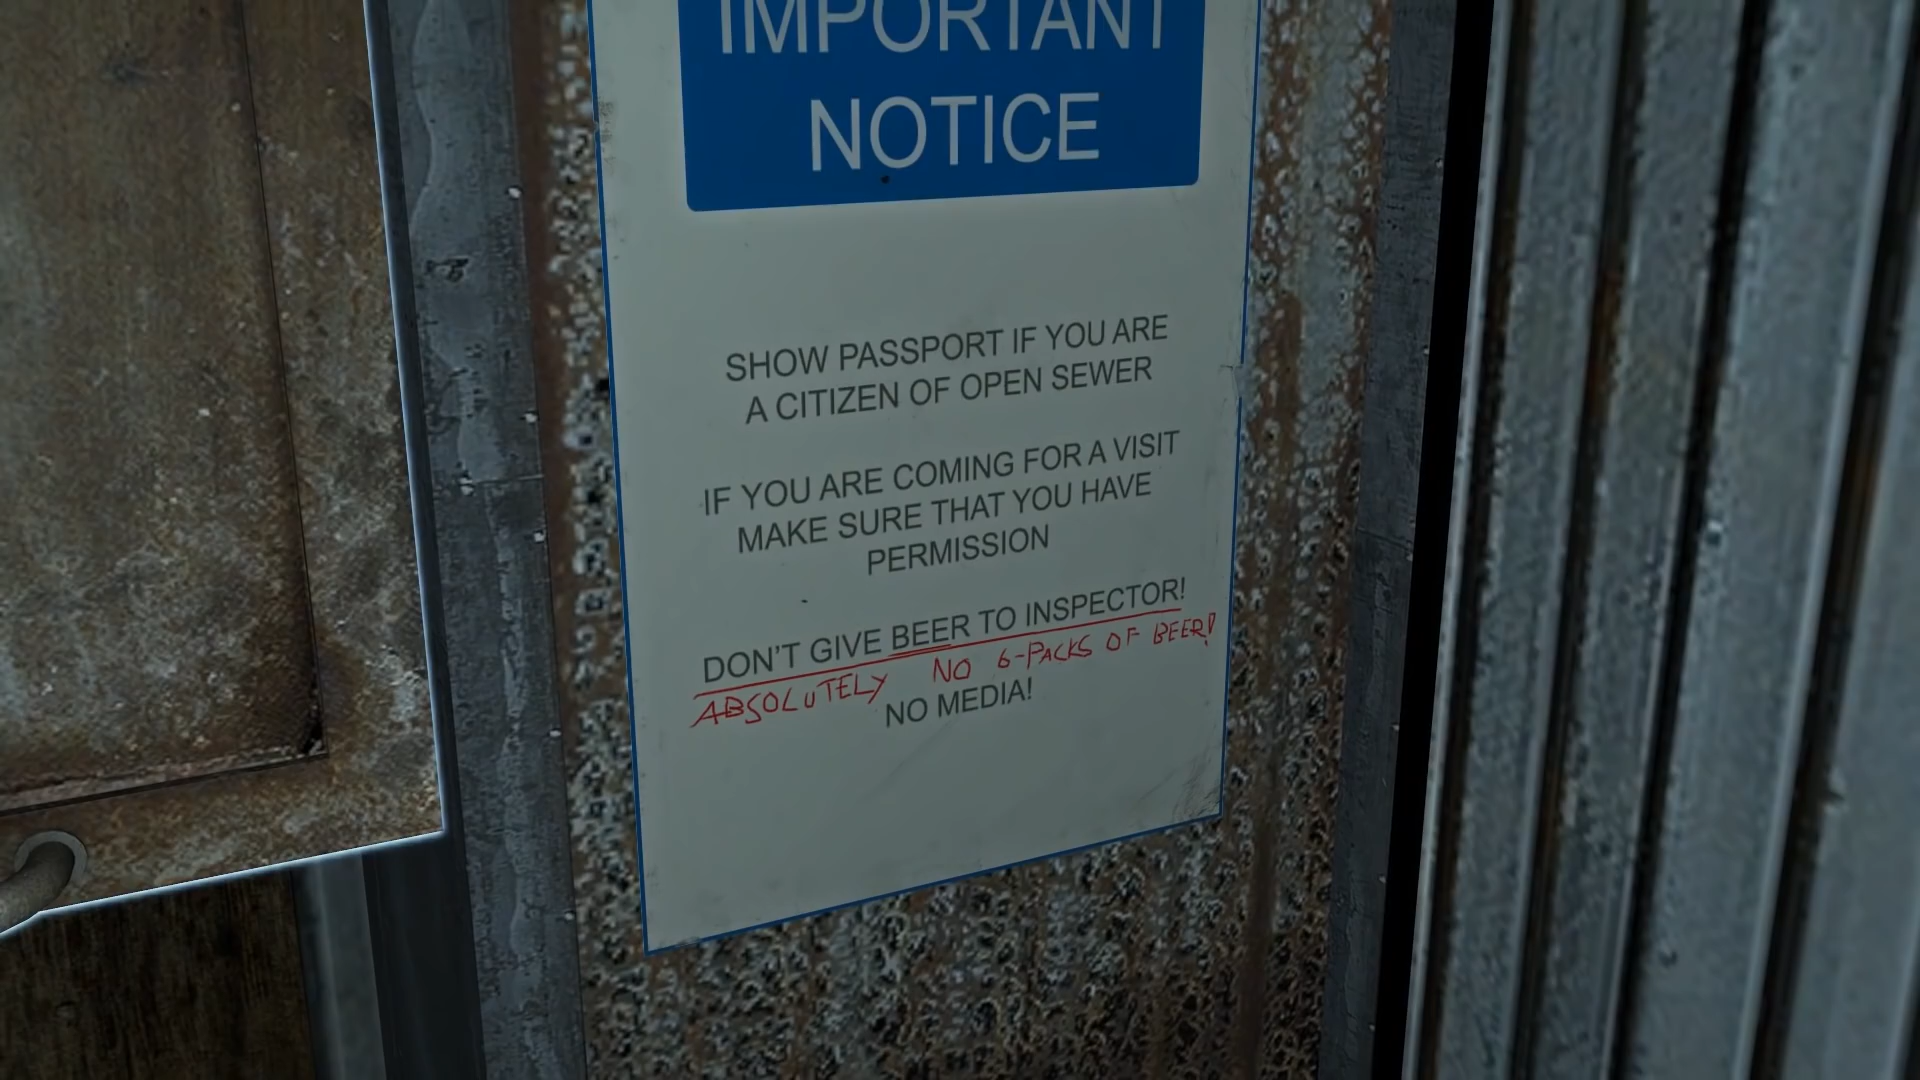 IMPORTANT
NOTICE
SHOW PASSPORT IF YOU ARE
A CITIZEN OF OPEN SEWER
IF YOU ARE COMING FOR A VISIT
MAKE SURE THAT YOU HAVE
PERMISSION
DON'T GIVE BEER TO INSPECTOR!
ABSOLUTELY NO 6-PACKS OF BEER!
NO MEDIA!